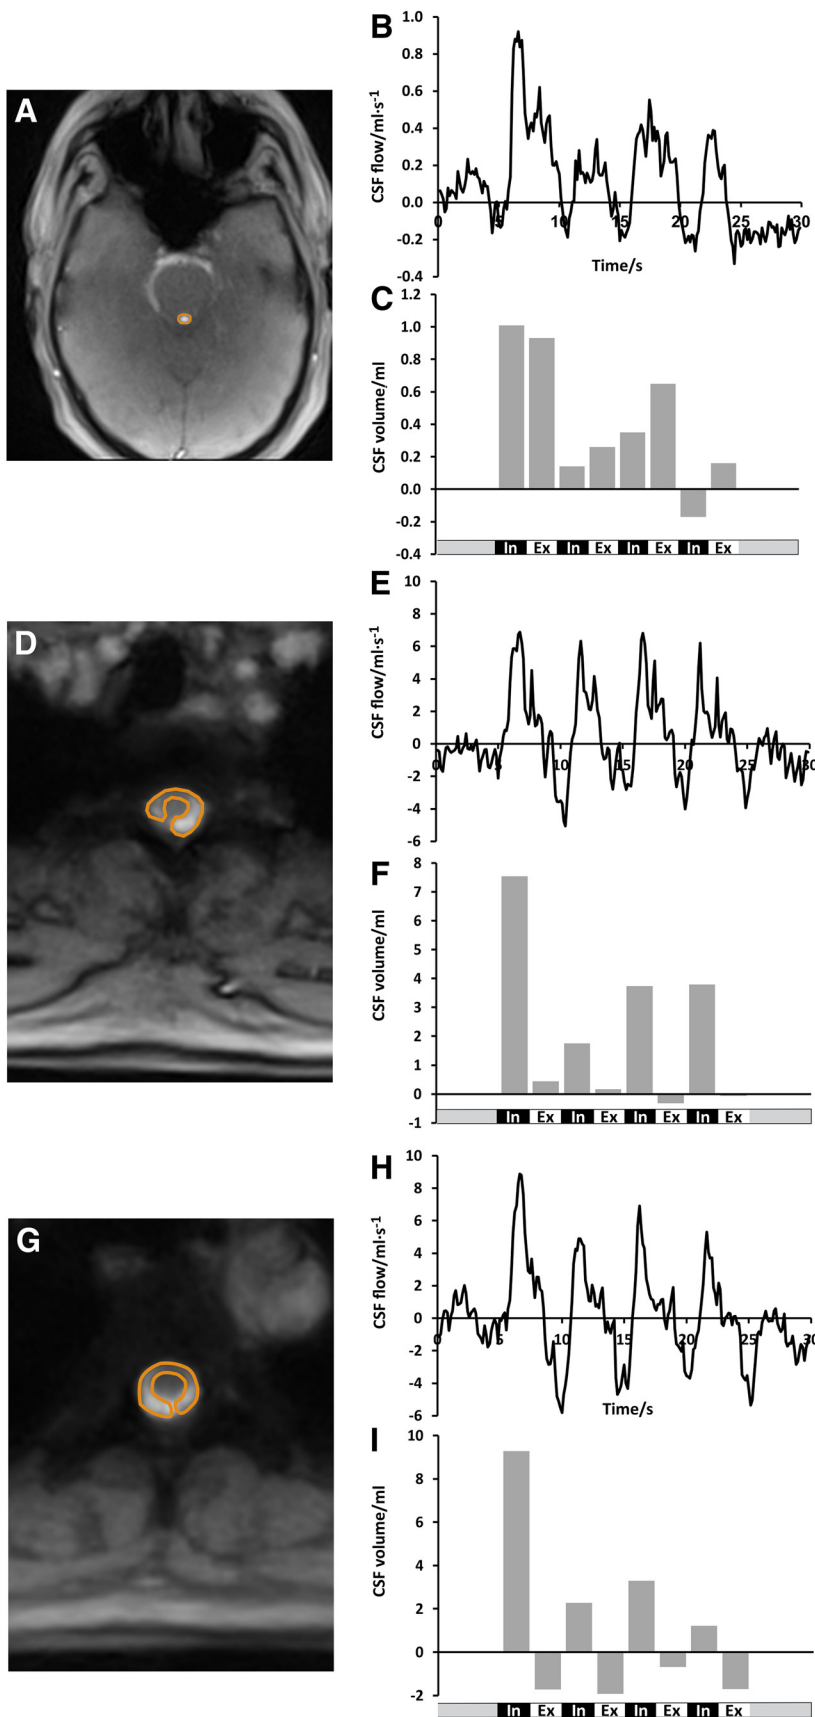 A
B
CSF flow/ml·s-1
1.0
0.8
0.6
0.4
0.2
0.0
-0.2
-0.4
0 5 10 15 20 25 30
Time/s
C
CSF volume/ml
1.2
1.0
0.8
0.6
0.4
0.2
0.0
-0.2
-0.4
In Ex In Ex In Ex In Ex
D
E
CSF flow/ml·s-1
10
8
6
4
2
0
-2
-4
-6
0 5 10 15 20 25 30
F
CSF volume/ml
8
7
6
5
4
3
2
1
0
-1
In Ex In Ex In Ex In Ex
G
H
CSF flow/ml·s-1
10
8
6
4
2
0
-2
-4
-6
0 5 10 15 20 25 30
Time/s
I
CSF volume/ml
10
8
6
4
2
0
-2
In Ex In Ex In Ex In Ex